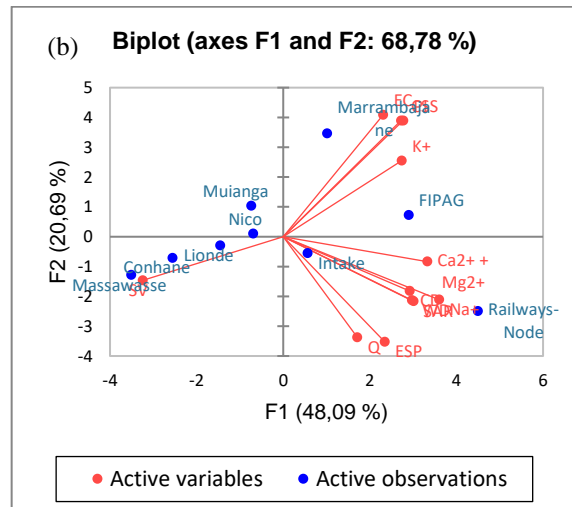 (b)
Biplot (axes F1 and F2: 68,78 %)
5
4
3
2
1
0
-1
-2
-3
-4
-6
-4
-2
0
2
4
6
F2 (20,69 %)
F1 (48,09 %)
Marrambaja
ne
K+
Muianga
FIPAG
Nico
Lionde
Intake
Ca2+ +
Conhane
Massawasse
SV
Mg2+
Na+
Railways-
Node
Q
ESP
Active variables
Active observations